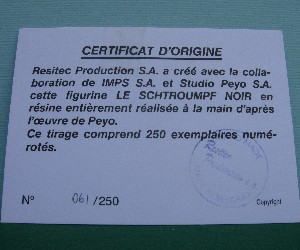 CERTIFICAT D'ORIGINE
Resitec Production S.A. a créé avec la colla-
boration de IMPS S.A. et Studio Peyo S.A.
cette figurine LE SCHTROUMPF NOIR en
résine entièrement réalisée à la main d'après
l'œuvre de Peyo.
Ce tirage comprend 250 exemplaires numé-
rotés.
N° 061/250
Copyright